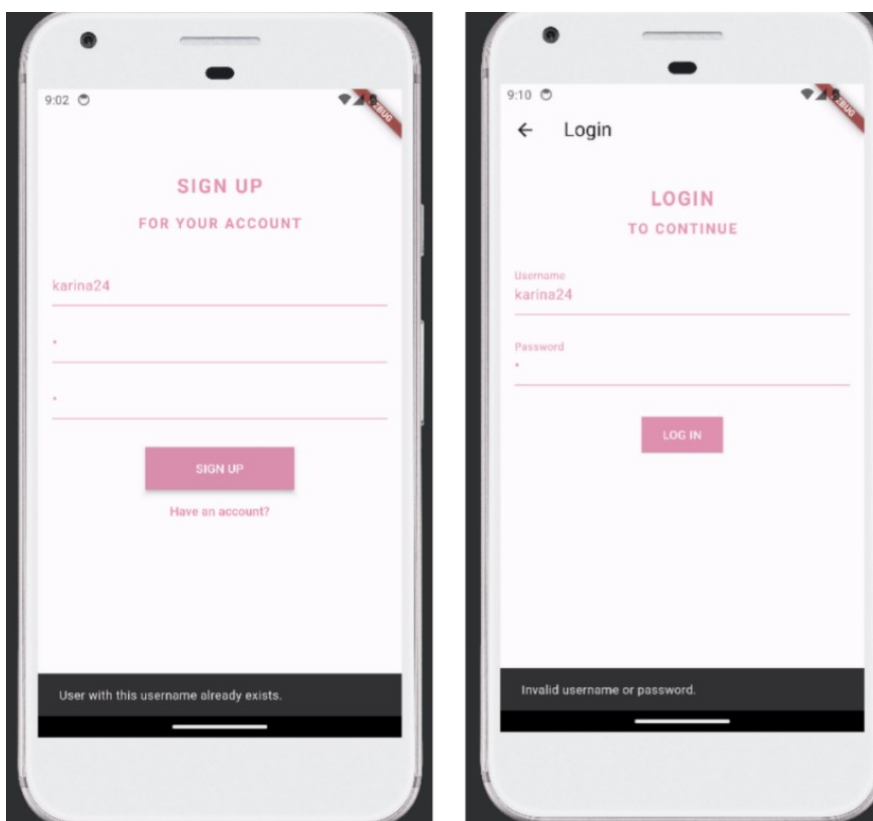 9:02
SIGN UP
FOR YOUR ACCOUNT
karina24
SIGN UP
Have an account?
User with this username already exists.
9:10
Login
LOGIN
TO CONTINUE
Username
karina24
Password
LOG IN
Invalid username or password.